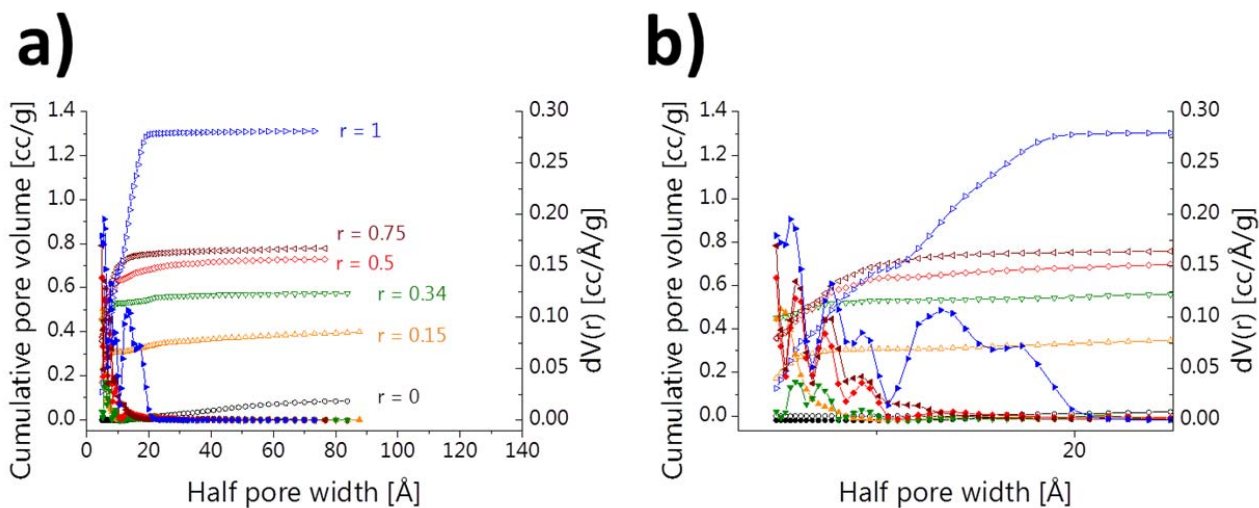 a)
Cumulative pore volume [cc/g]
1.4
1.2
1.0
0.8
0.6
0.4
0.2
0.0
r = 1
r = 0.75
r = 0.5
r = 0.34
r = 0.15
r = 0
0.30
0.25
0.20
0.15
0.10
0.05
0.00
dV(r) [cc/Å/g]
0 20 40 60 80 100 120 140
Half pore width [Å]
b)
Cumulative pore volume [cc/g]
1.4
1.2
1.0
0.8
0.6
0.4
0.2
0.0
0.30
0.25
0.20
0.15
0.10
0.05
0.00
dV(r) [cc/Å/g]
20
Half pore width [Å]